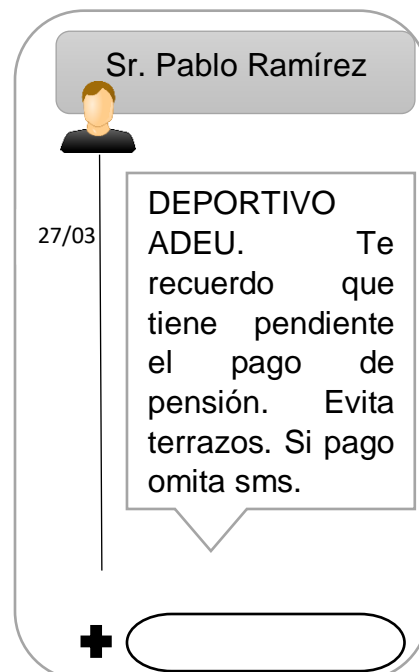 Sr. Pablo Ramírez
27/03
DEPORTIVO
ADEU. Te
recuerdo que
tiene pendiente
el pago de
pensión. Evita
terrazos. Si pago
omita sms.